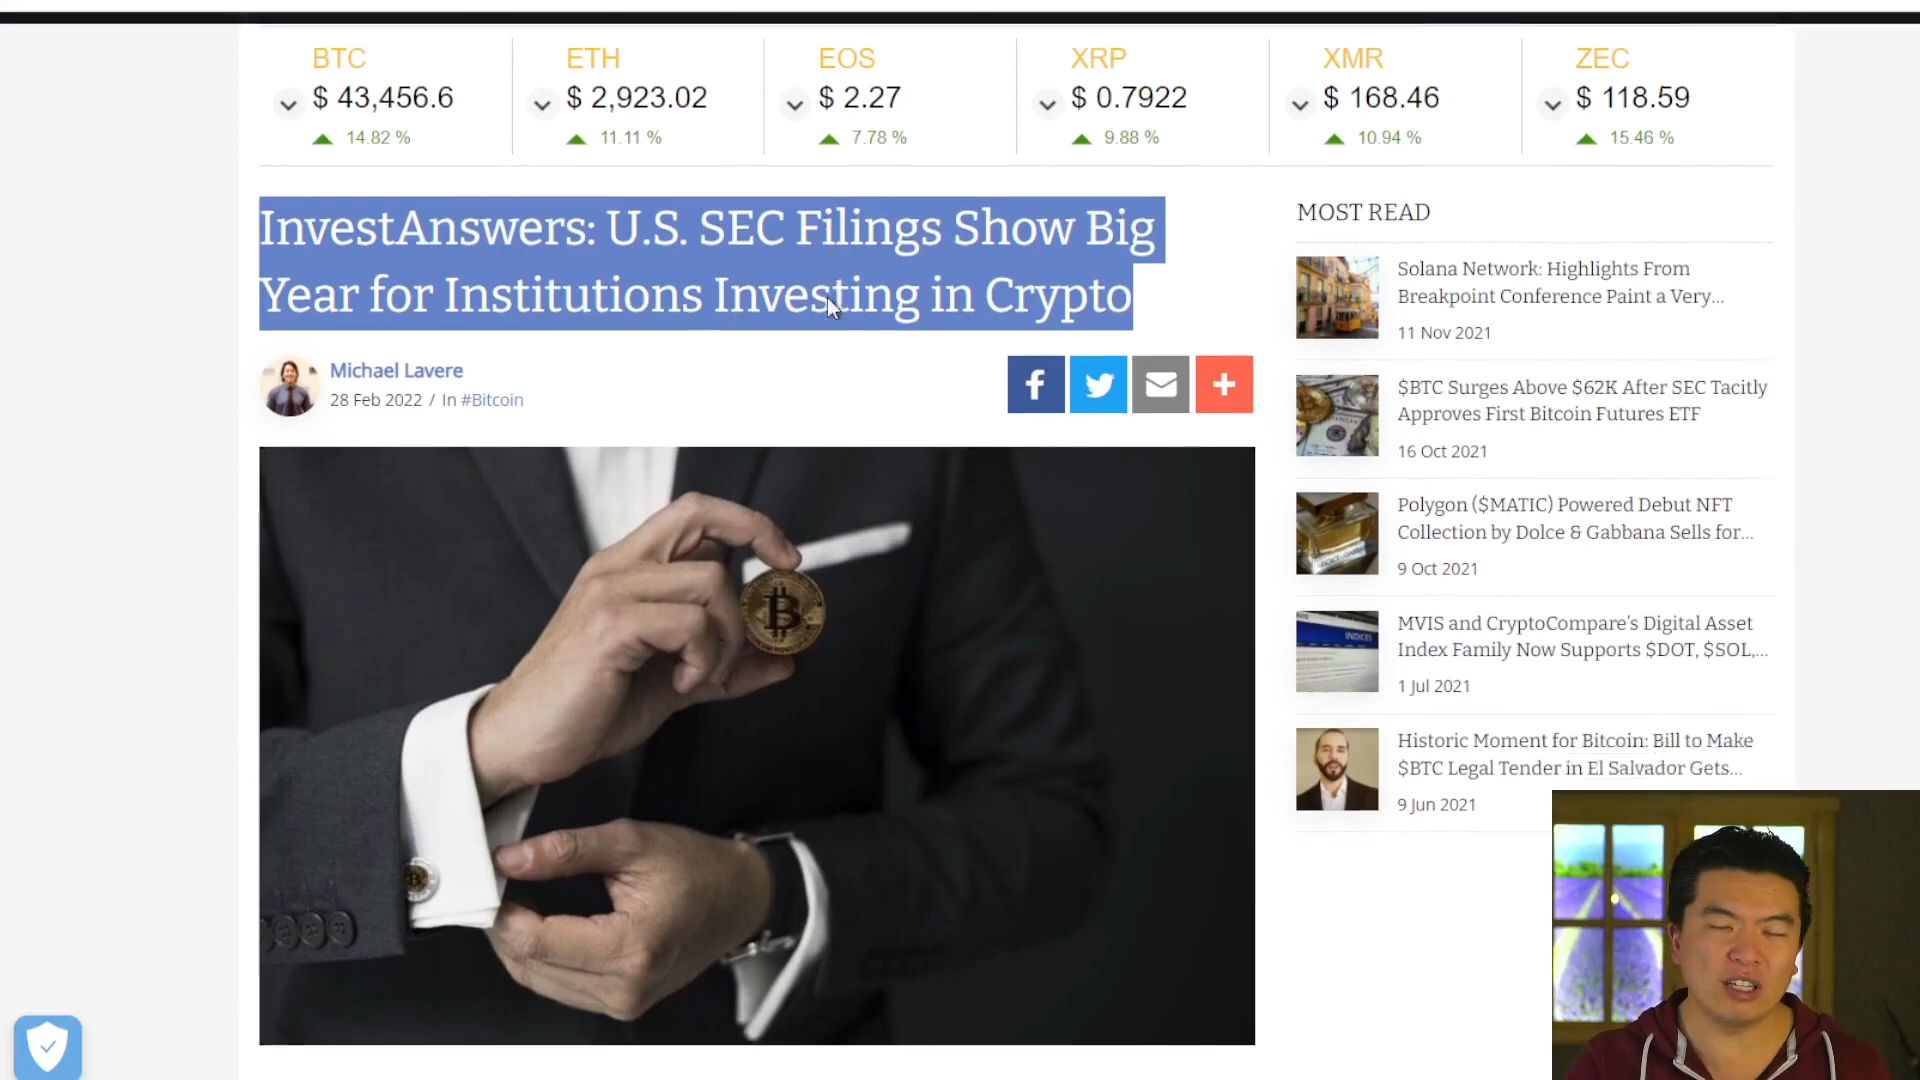 BTC
$ 43,456.6
14.82 %
ETH
$ 2,923.02
11.11 %
EOS
$ 2.27
7.78 %
XRP
$ 0.7922
9.88 %
XMR
$ 168.46
10.94 %
ZEC
$ 118.59
15.46 %
InvestAnswers: U.S. SEC Filings Show Big
Year for Institutions Investing in Crypto
Michael Lavere
28 Feb 2022 / In #Bitcoin
MOST READ
Solana Network: Highlights From
Breakpoint Conference Paint a Very...
11 Nov 2021
$BTC Surges Above $62K After SEC Tacitly
Approves First Bitcoin Futures ETF
16 Oct 2021
Polygon ($MATIC) Powered Debut NFT
Collection by Dolce & Gabbana Sells for...
9 Oct 2021
INDICES
MVIS and CryptoCompare's Digital Asset
Index Family Now Supports $DOT, $SOL,...
1 Jul 2021
Historic Moment for Bitcoin: Bill to Make
$BTC Legal Tender in El Salvador Gets...
9 Jun 2021